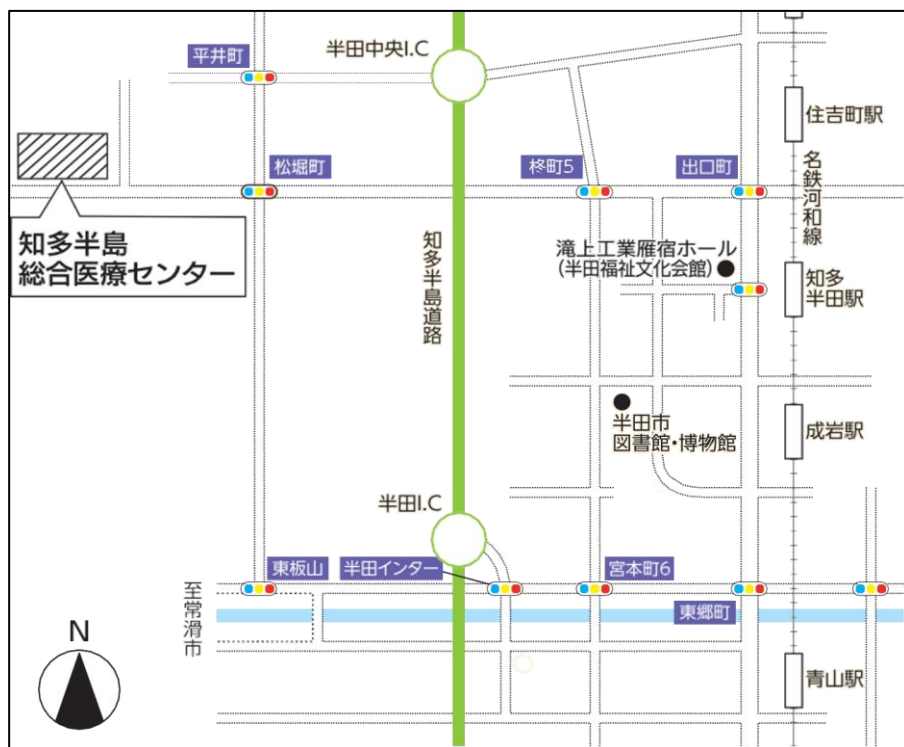 平井町
半田中央I.C
住吉町駅
松堀町
柊町5
出口町
名鉄河和線
知多半島
総合医療センター
知多半島道路
滝上工業雁宿ホール
(半田福祉文化会館)
知多
半田駅
半田市
図書館・博物館
成岩駅
半田I.C
東板山
半田インター
宮本町6
至常滑市
東郷町
N
青山駅